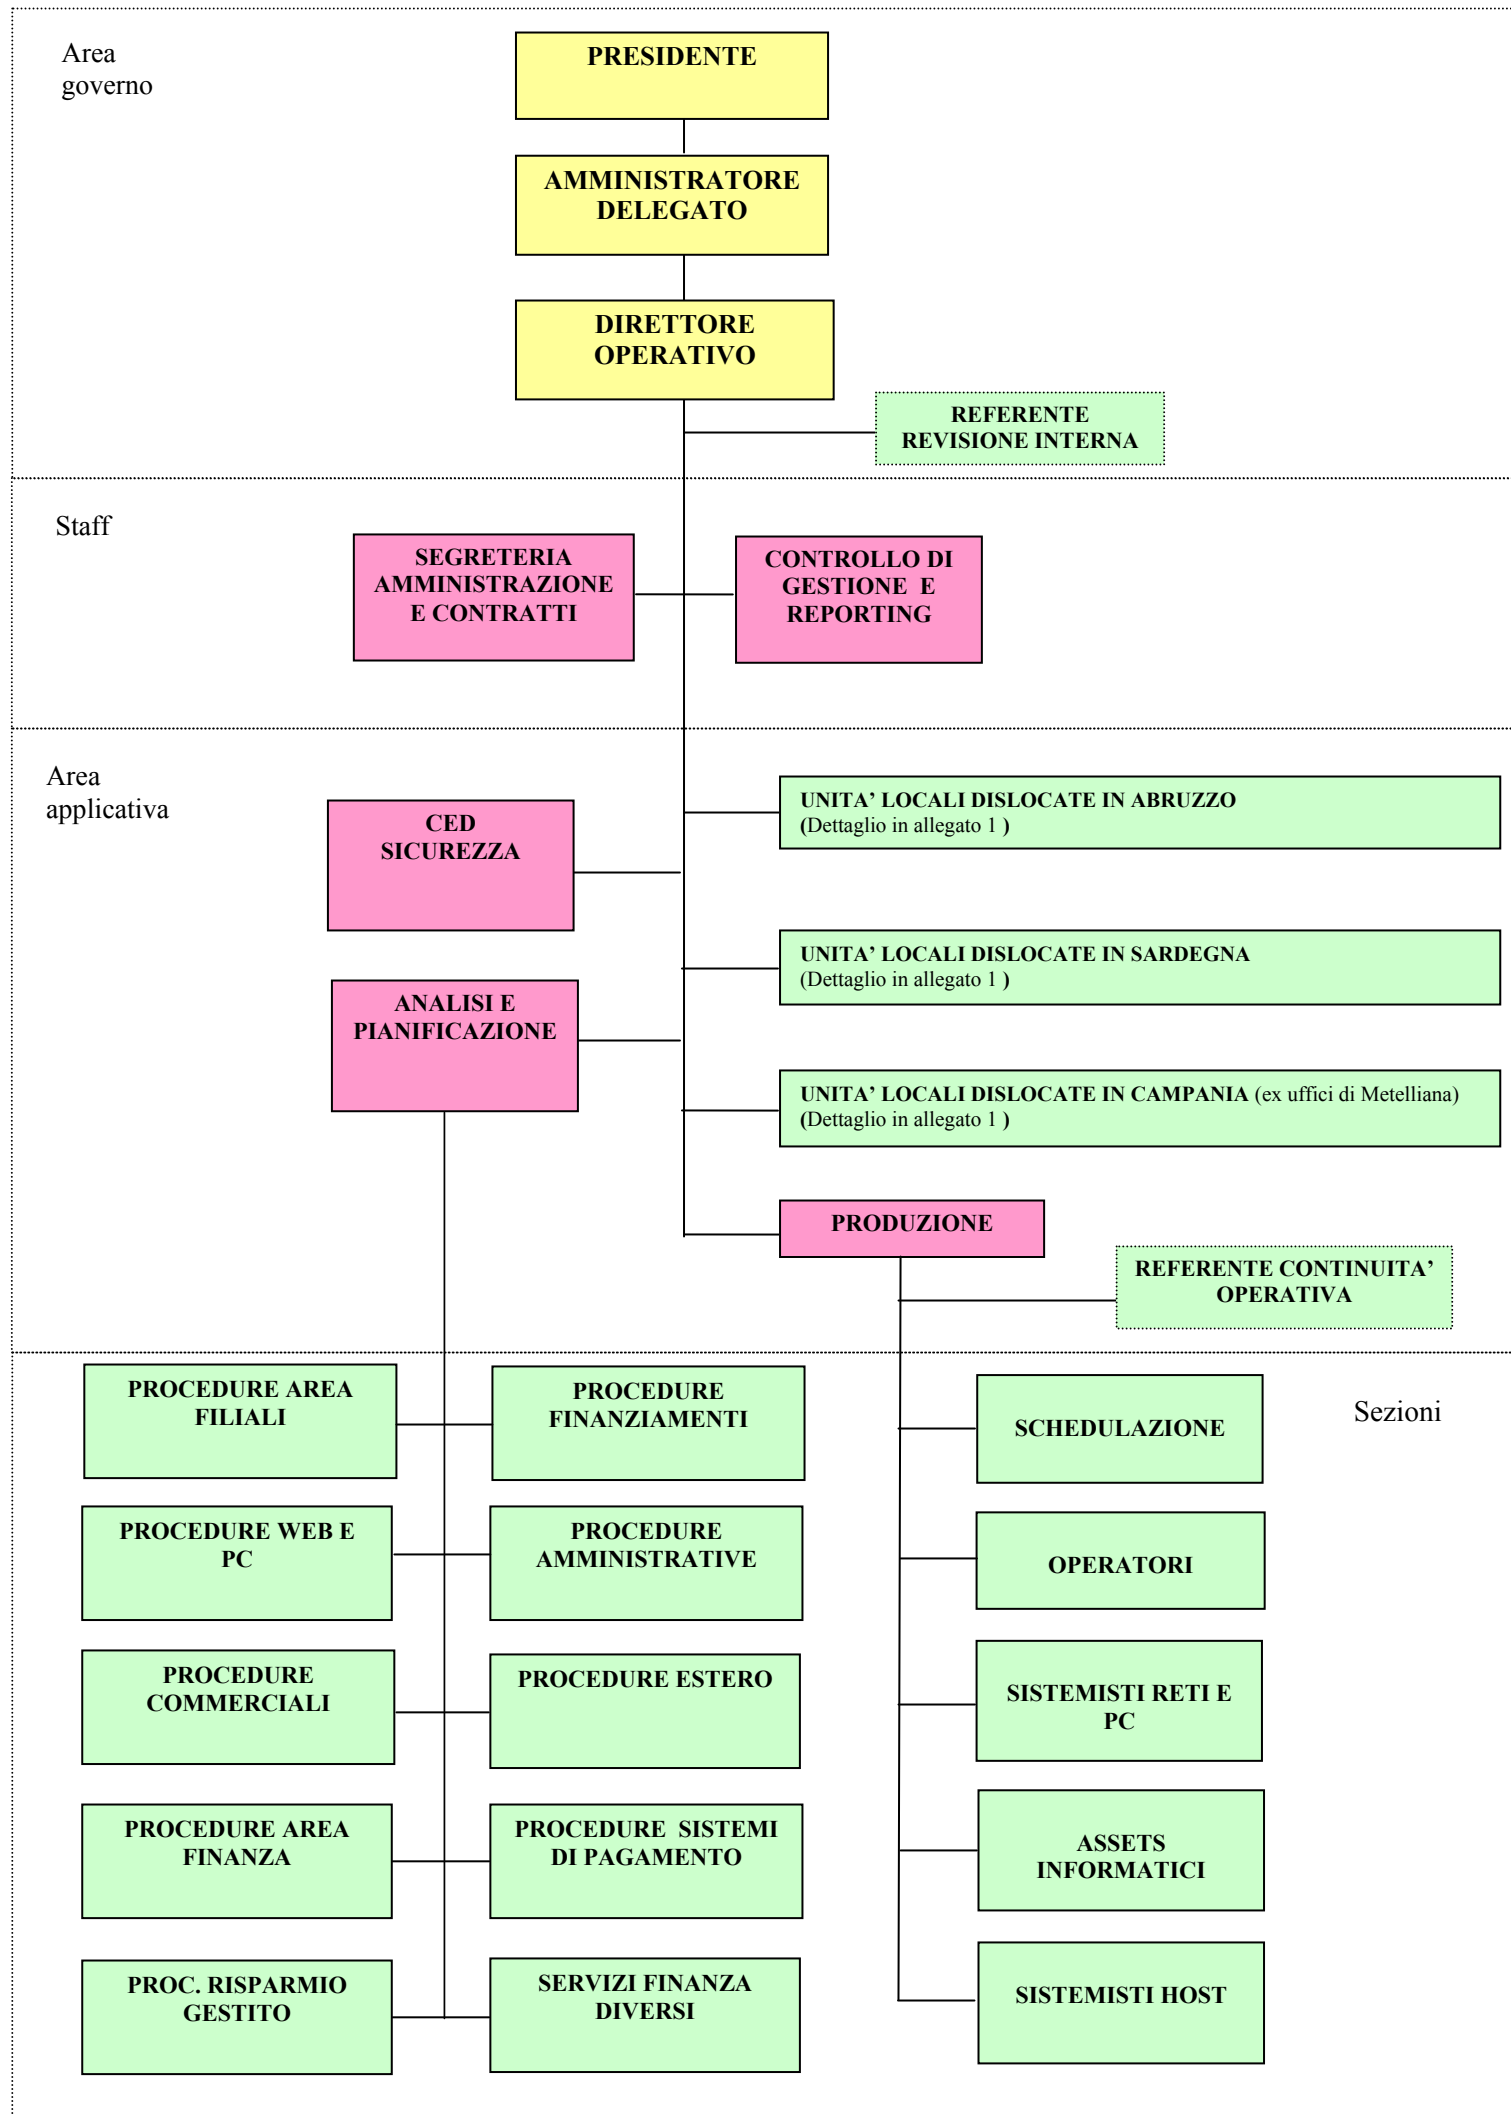 Area
governo
PRESIDENTE
AMMINISTRATORE
DELEGATO
DIRETTORE
OPERATIVO
REFERENTE
REVISIONE INTERNA
Staff
SEGRETERIA
AMMINISTRAZIONE
E CONTRATTI
CONTROLLO DI
GESTIONE E
REPORTING
Area
applicativa
CED
SICUREZZA
UNITA’ LOCALI DISLOCATE IN ABRUZZO
(Dettaglio in allegato 1 )
UNITA’ LOCALI DISLOCATE IN SARDEGNA
(Dettaglio in allegato 1 )
ANALISI E
PIANIFICAZIONE
UNITA’ LOCALI DISLOCATE IN CAMPANIA (ex uffici di Metelliana)
(Dettaglio in allegato 1 )
PRODUZIONE
REFERENTE CONTINUITA’
OPERATIVA
Sezioni
PROCEDURE AREA
FILIALI
PROCEDURE
FINANZIAMENTI
SCHEDULAZIONE
PROCEDURE WEB E
PC
PROCEDURE
AMMINISTRATIVE
OPERATORI
PROCEDURE
COMMERCIALI
PROCEDURE ESTERO
SISTEMISTI RETI E
PC
PROCEDURE AREA
FINANZA
PROCEDURE SISTEMI
DI PAGAMENTO
ASSETS
INFORMATICI
PROC. RISPARMIO
GESTITO
SERVIZI FINANZA
DIVERSI
SISTEMISTI HOST